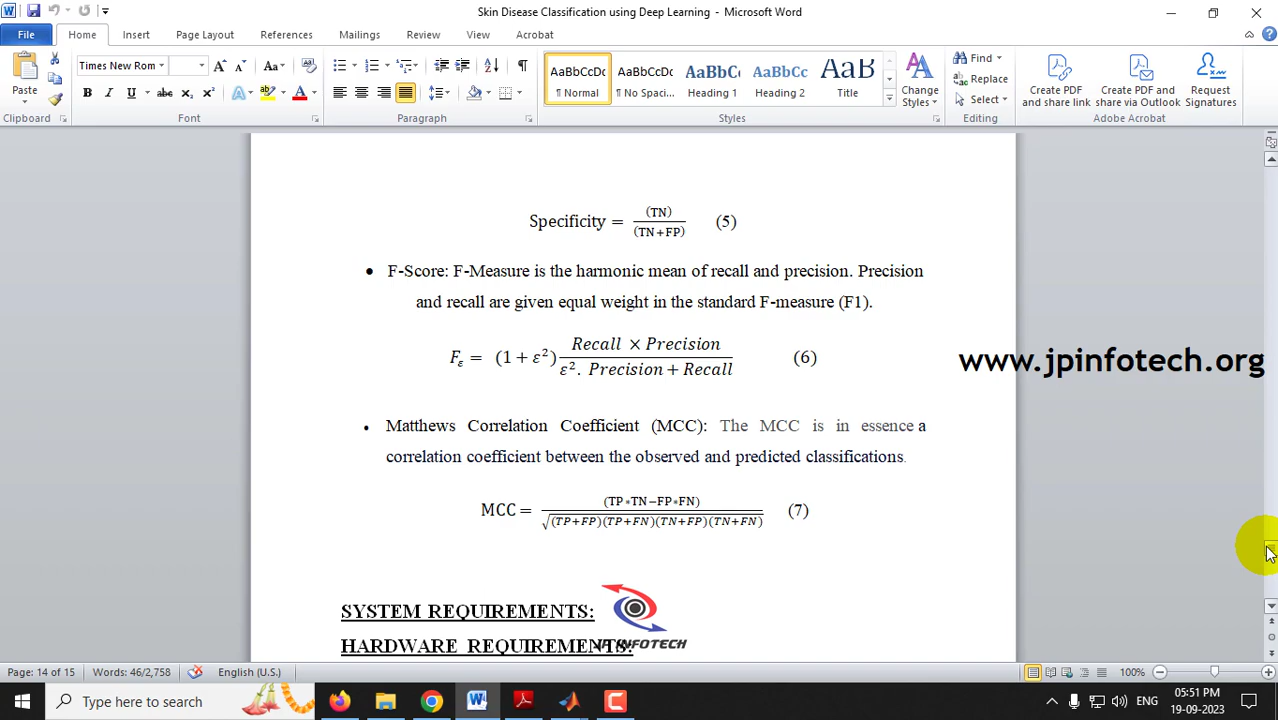 Skin Disease Classification using Deep Learning - Microsoft Word
File Home Insert Page Layout References Mailings Review View Acrobat
Paste
Clipboard
Times New Rom
Font
Paragraph
AaBbCcDc AaBbCcDc AaBbC AaBbCc AaB
¶ Normal ¶ No Spaci... Heading 1 Heading 2 Title
Styles
Change Styles
Find
Replace
Select
Editing
Create PDF and share link
Create PDF and share via Outlook
Request Signatures
Adobe Acrobat
Specificity = (TN) / (TN+FP) (5)
• F-Score: F-Measure is the harmonic mean of recall and precision. Precision
and recall are given equal weight in the standard F-measure (F1).
Fε = (1 + ε²) Recall × Precision / ε². Precision + Recall (6)
www.jpinfotech.org
• Matthews Correlation Coefficient (MCC): The MCC is in essence a
correlation coefficient between the observed and predicted classifications.
MCC = (TP*TN−FP*FN) / √(TP+FP)(TP+FN)(TN+FP)(TN+FN) (7)
SYSTEM REQUIREMENTS:
HARDWARE REQUIREMENTS:
JP INFOTECH
Page: 14 of 15 Words: 46/2,758 English (U.S.) 100%
Type here to search
ENG
05:51 PM
19-09-2023